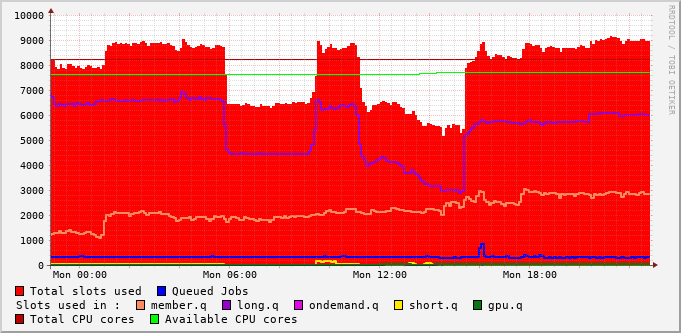 10000
9000
8000
7000
6000
5000
4000
3000
2000
1000
0
Mon 00:00 Mon 06:00 Mon 12:00 Mon 18:00
Total slots used Queued Jobs
Slots used in : member.q long.q ondemand.q short.q gpu.q
Total CPU cores Available CPU cores
RRDTOOL / TOBI OETIKER